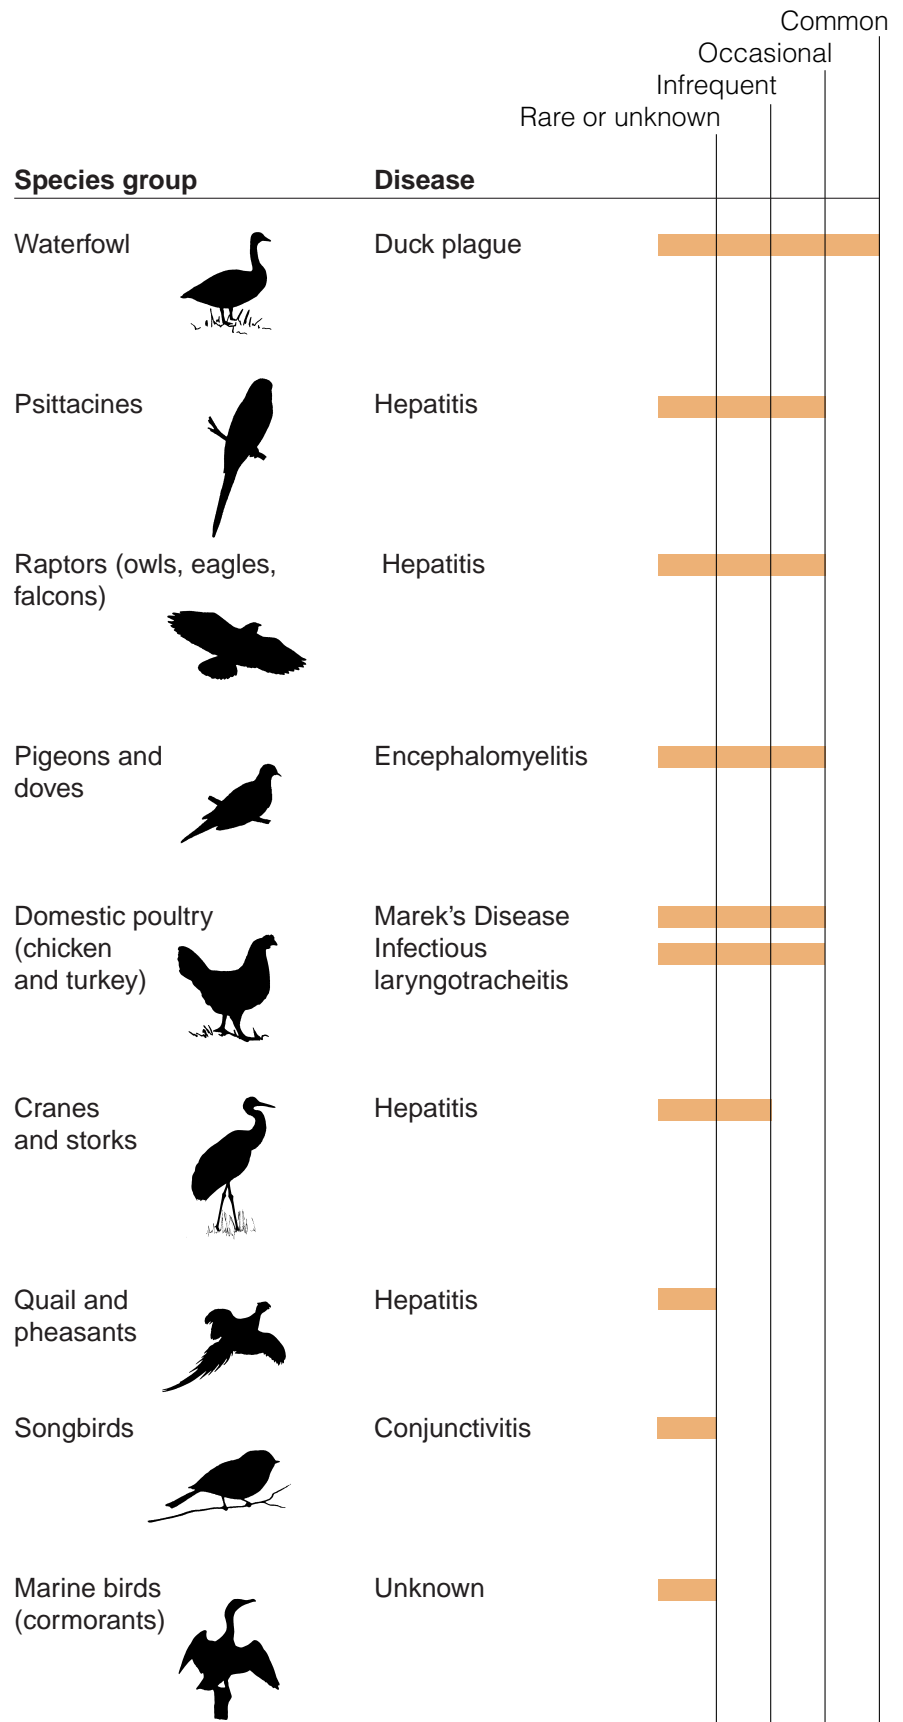 Common
Occasional
Infrequent
Rare or unknown
Species group Disease
Waterfowl Duck plague
Psittacines Hepatitis
Raptors (owls, eagles, Hepatitis
falcons)
Pigeons and Encephalomyelitis
doves
Domestic poultry Marek's Disease
(chicken Infectious
and turkey) laryngotracheitis
Cranes Hepatitis
and storks
Quail and Hepatitis
pheasants
Songbirds Conjunctivitis
Marine birds Unknown
(cormorants)